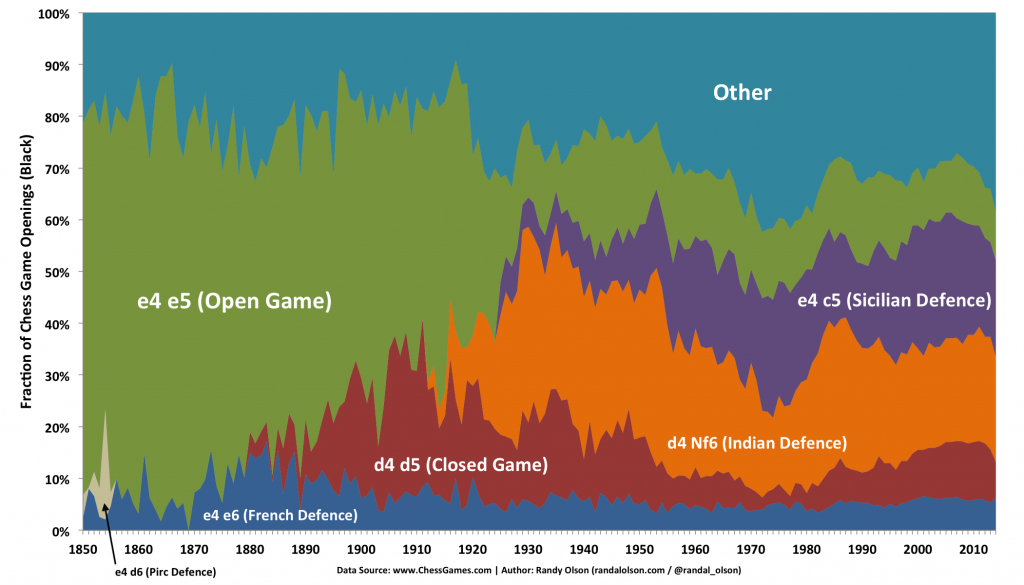 100%
90%
80%
70%
60%
50%
40%
30%
20%
10%
0%
Fraction of Chess Game Openings (Black)
Other
e4 e5 (Open Game)
e4 c5 (Sicilian Defence)
d4 Nf6 (Indian Defence)
d4 d5 (Closed Game)
e4 e6 (French Defence)
1850 1860 1870 1880 1890 1900 1910 1920 1930 1940 1950 1960 1970 1980 1990 2000 2010
e4 d6 (Pirc Defence)
Data Source: www.ChessGames.com | Author: Randy Olson (randalolson.com / @randal_olson)